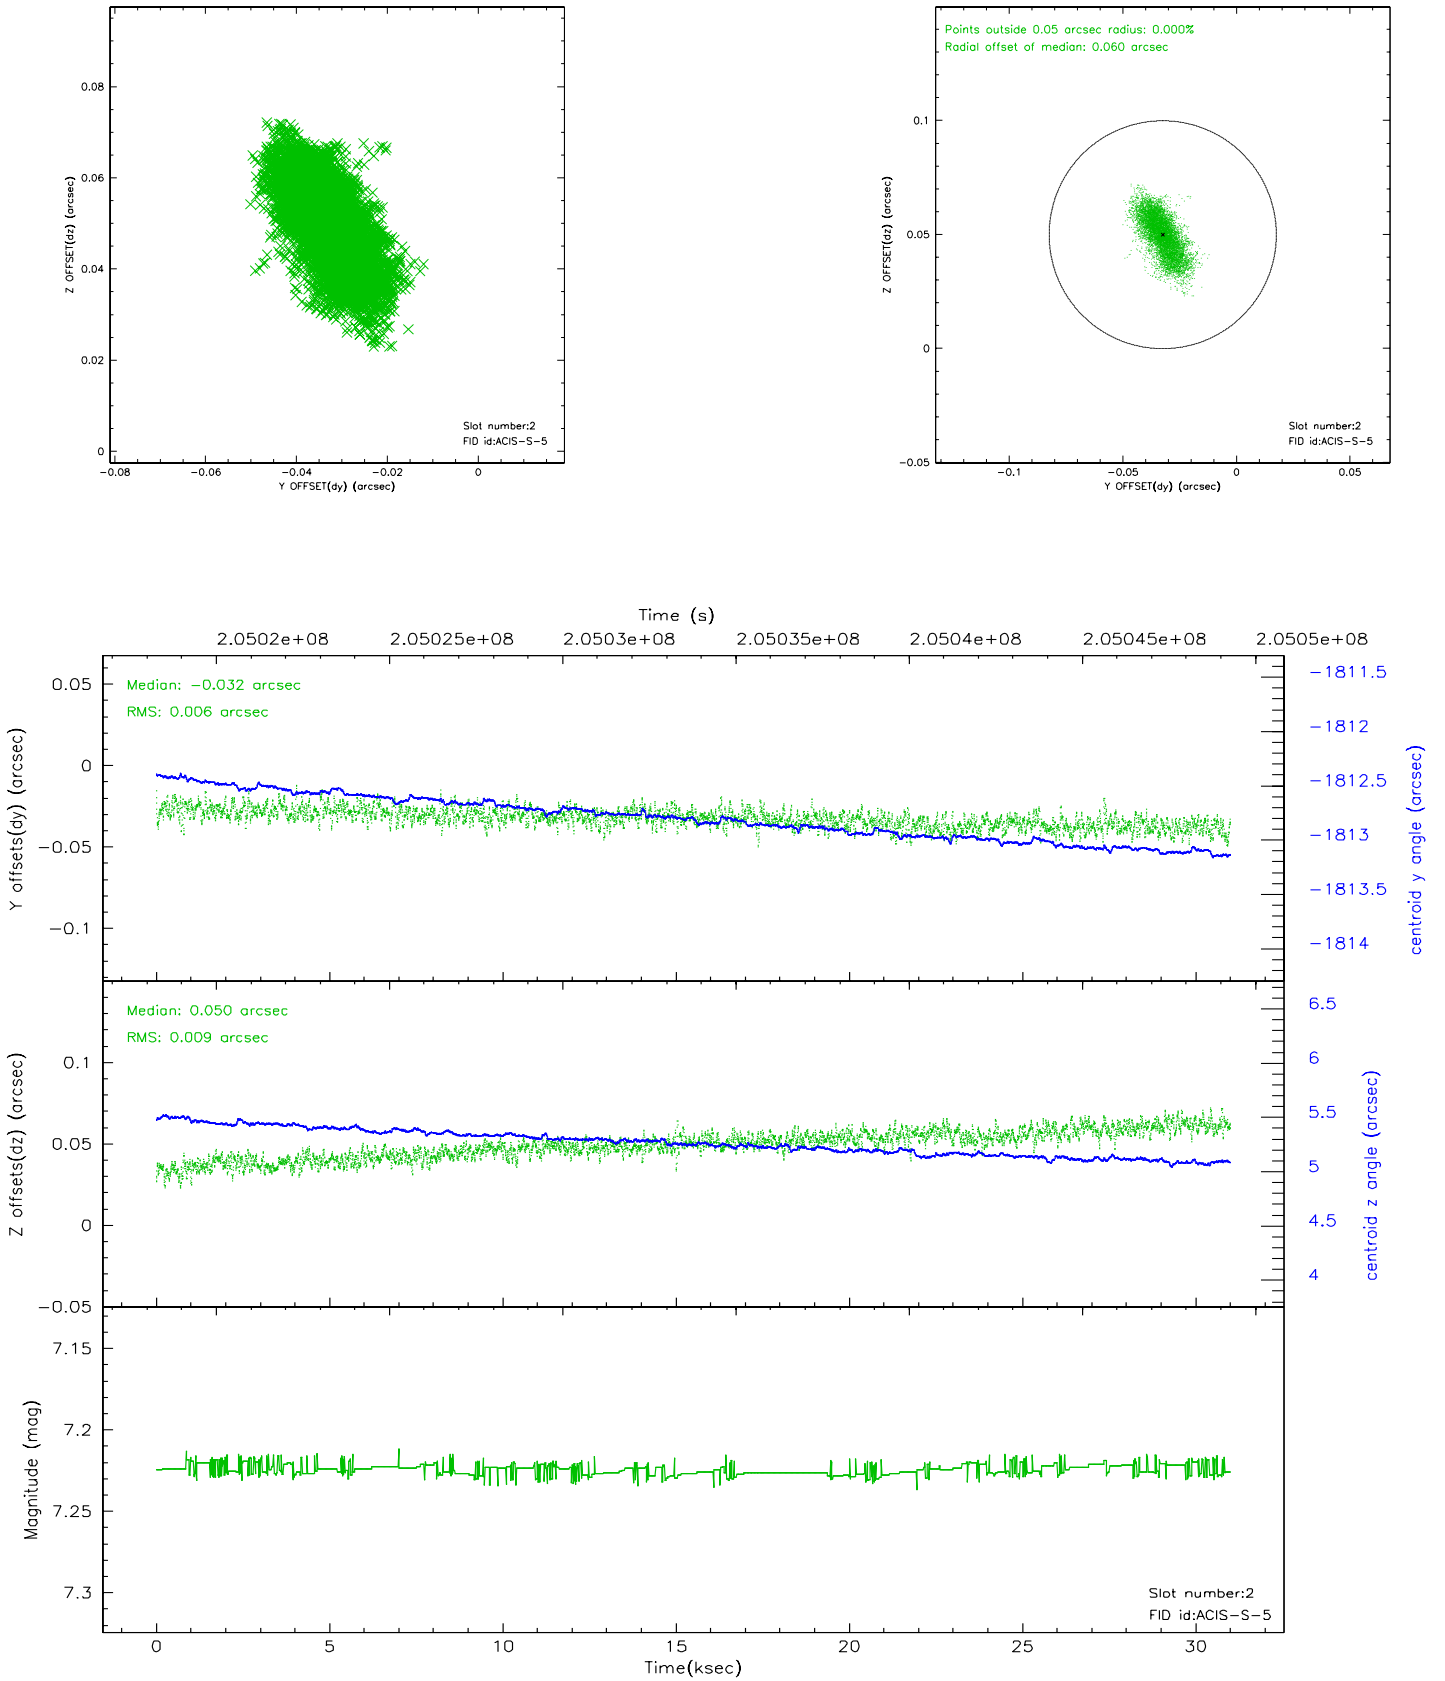 0.08
0.06
0.04
0.02
0
Z OFFSET(dz) (arcsec)
Slot number:2
FID id:ACIS-S-5
-0.08 -0.06 -0.04 -0.02 0
Y OFFSET(dy) (arcsec)
Points outside 0.05 arcsec radius: 0.000%
Radial offset of median: 0.060 arcsec
0.1
0.05
0
-0.05
Z OFFSET(dz) (arcsec)
Slot number:2
FID id:ACIS-S-5
-0.1 -0.05 0 0.05
Y OFFSET(dy) (arcsec)
Time (s)
2.0502e+08 2.05025e+08 2.0503e+08 2.05035e+08 2.0504e+08 2.05045e+08 2.0505e+08
Median: -0.032 arcsec
RMS: 0.006 arcsec
0.05
0
-0.05
-0.1
Y offsets(dy) (arcsec)
-1811.5
-1812
-1812.5
-1813
-1813.5
-1814
centroid y angle (arcsec)
Median: 0.050 arcsec
RMS: 0.009 arcsec
0.1
0.05
0
-0.05
Z offsets(dz) (arcsec)
6.5
6
5.5
5
4.5
4
centroid z angle (arcsec)
7.15
7.2
7.25
7.3
Magnitude (mag)
Slot number:2
FID id:ACIS-S-5
0 5 10 15 20 25 30
Time(ksec)